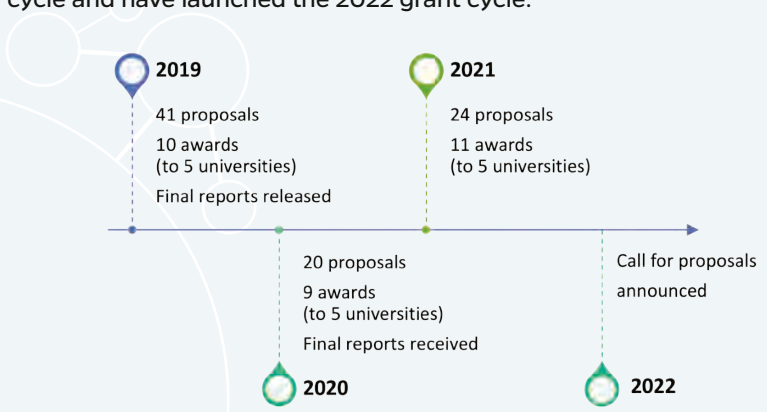 cycle and have launched the 2022 grant cycle.
2019
41 proposals
10 awards
(to 5 universities)
Final reports released
2021
24 proposals
11 awards
(to 5 universities)
20 proposals
9 awards
(to 5 universities)
Final reports received
2020
Call for proposals
announced
2022